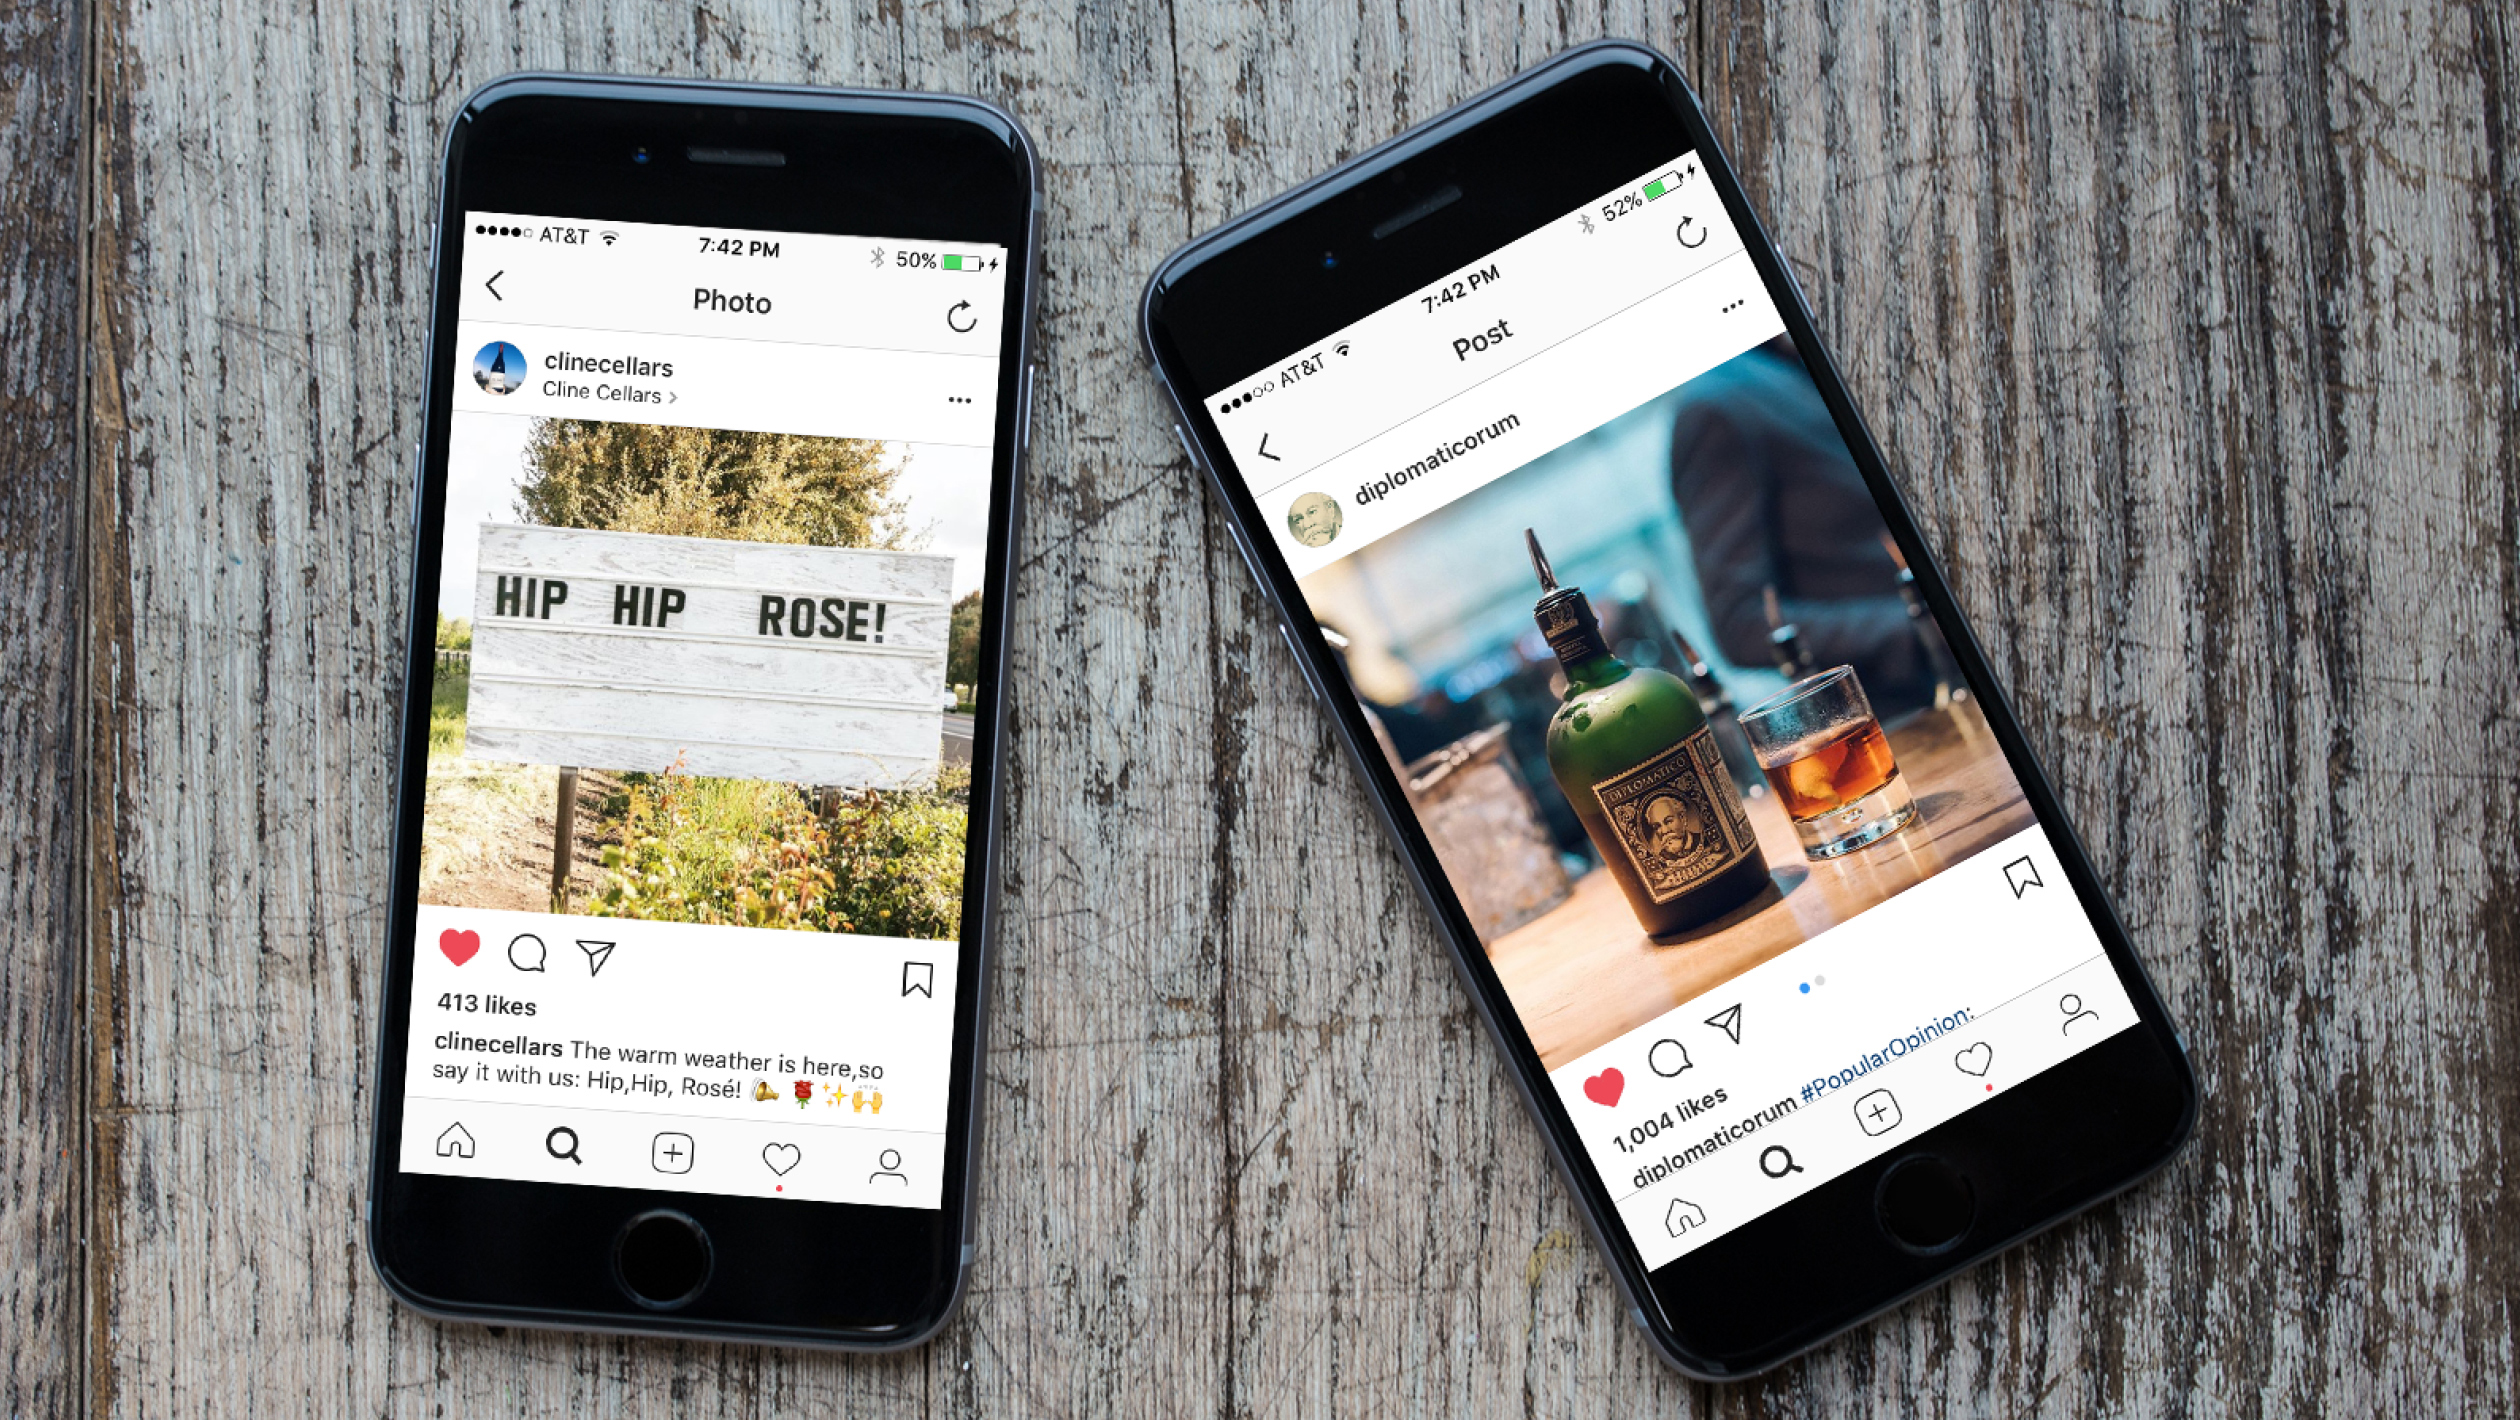 AT&T 7:42 PM 50%
Photo
clinecellars
Cline Cellars
HIP HIP ROSE!
413 likes
clinecellars The warm weather is here,so
say it with us: Hip,Hip, Rosé!
AT&T 7:42 PM 52%
Post
diplomaticorum
DIPLOMATICO
1,004 likes
diplomaticorum #PopularOpinion: